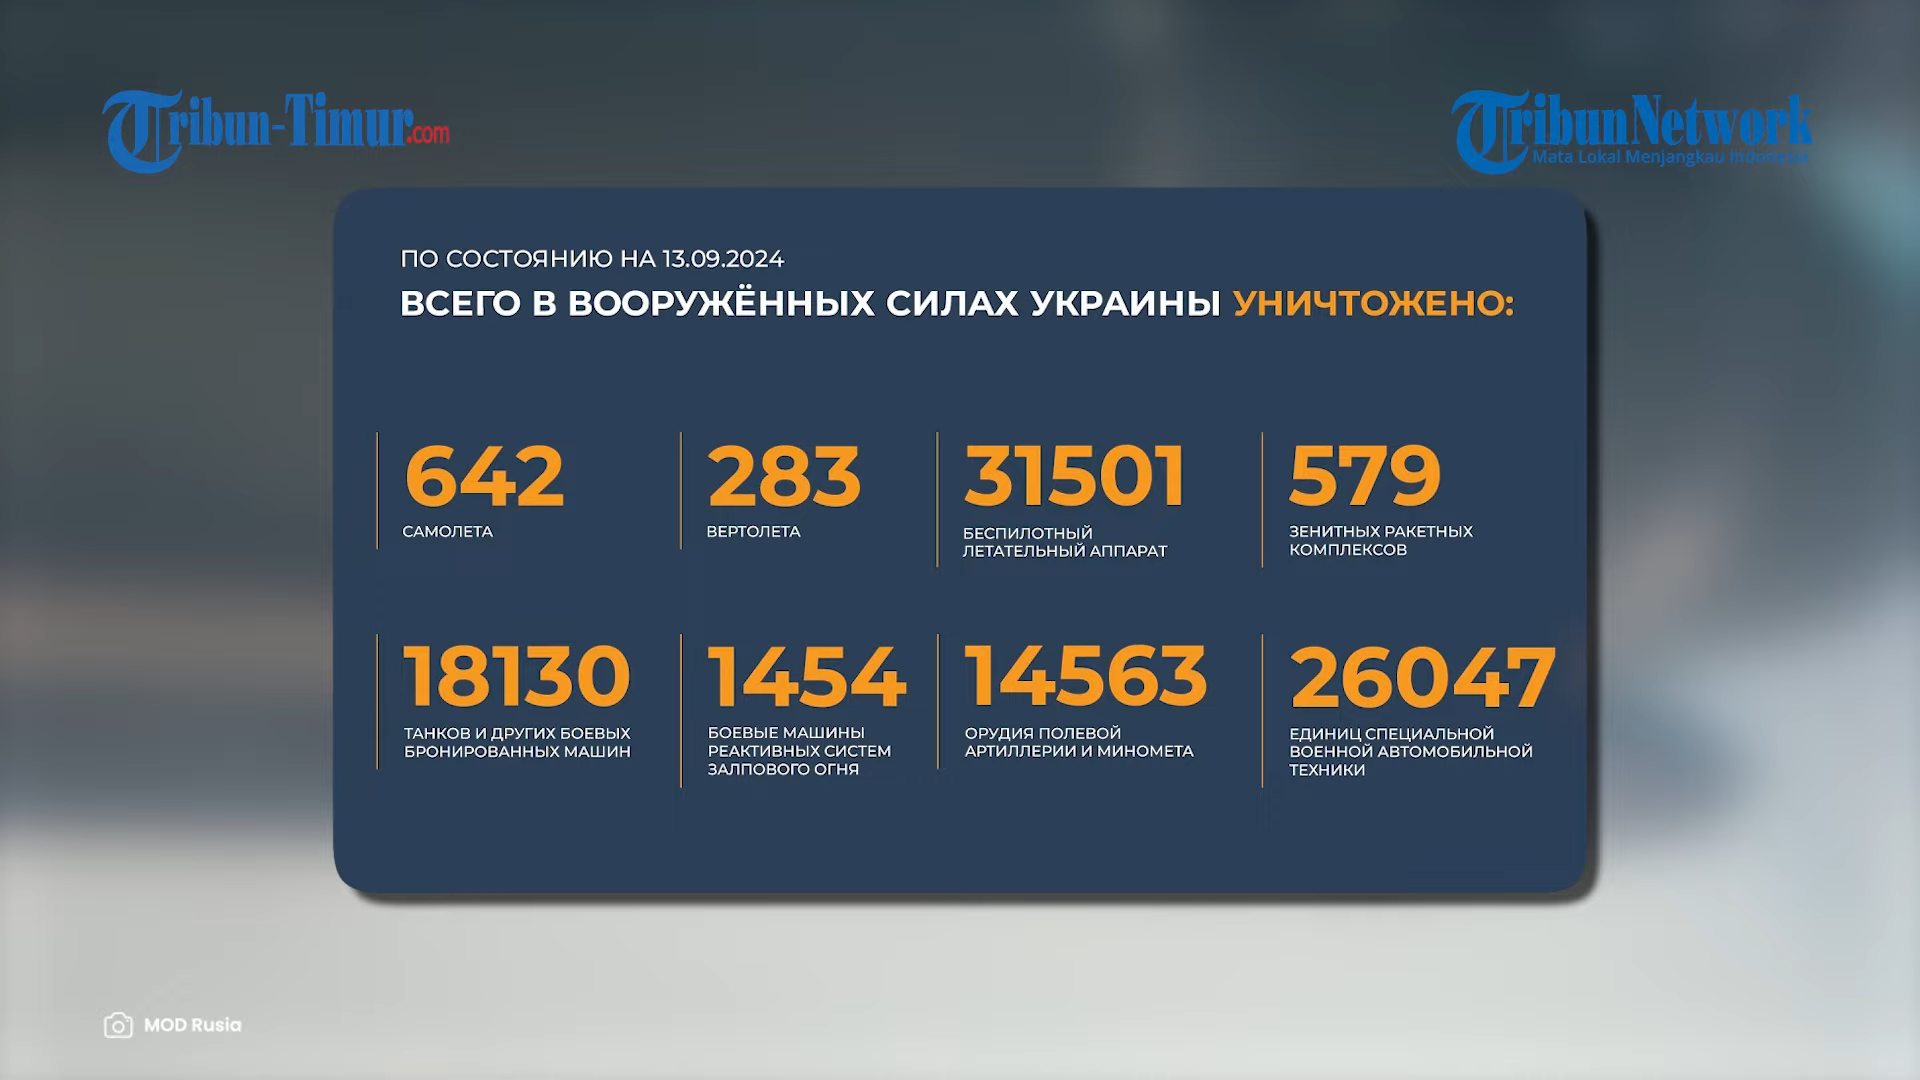 Tribun-Timur.com
TribunNetwork
Mata Lokal Menjangkau Indonesia
ПО СОСТОЯНИЮ НА 13.09.2024
ВСЕГО В ВООРУЖЁННЫХ СИЛАХ УКРАИНЫ УНИЧТОЖЕНО:
642
САМОЛЕТА
283
ВЕРТОЛЕТА
31501
БЕСПИЛОТНЫЙ
ЛЕТАТЕЛЬНЫЙ АППАРАТ
579
ЗЕНИТНЫХ РАКЕТНЫХ
КОМПЛЕКСОВ
18130
ТАНКОВ И ДРУГИХ БОЕВЫХ
БРОНИРОВАННЫХ МАШИН
1454
БОЕВЫЕ МАШИНЫ
РЕАКТИВНЫХ СИСТЕМ
ЗАЛПОВОГО ОГНЯ
14563
ОРУДИЯ ПОЛЕВОЙ
АРТИЛЛЕРИИ И МИНОМЕТА
26047
ЕДИНИЦ СПЕЦИАЛЬНОЙ
ВОЕННОЙ АВТОМОБИЛЬНОЙ
ТЕХНИКИ
MOD Rusia